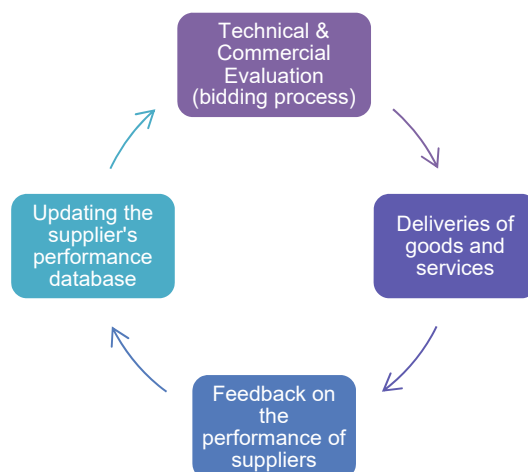 Technical &
Commercial
Evaluation
(bidding process)
Deliveries of
goods and
services
Feedback on
the
performance of
suppliers
Updating the
supplier's
performance
database